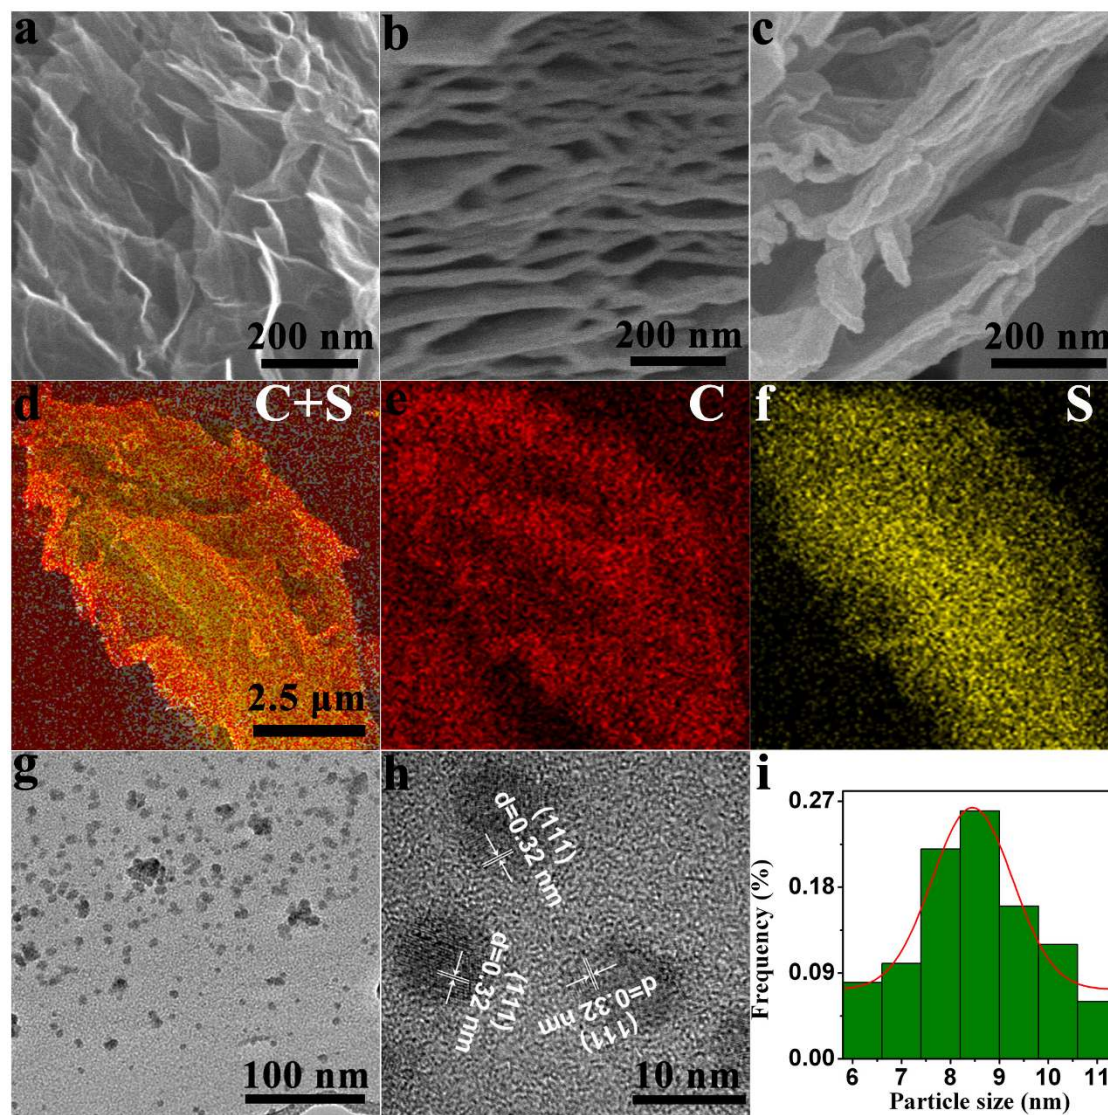 a
200 nm
b
200 nm
c
200 nm
d
C+S
2.5 μm
e
C
f
S
g
100 nm
h
(111)
d=0.32 nm
d=0.32 nm
(111)
d=0.32 nm
(111)
10 nm
i
0.27
0.18
0.09
0.00
Frequency (%)
6 7 8 9 10 11
Particle size (nm)